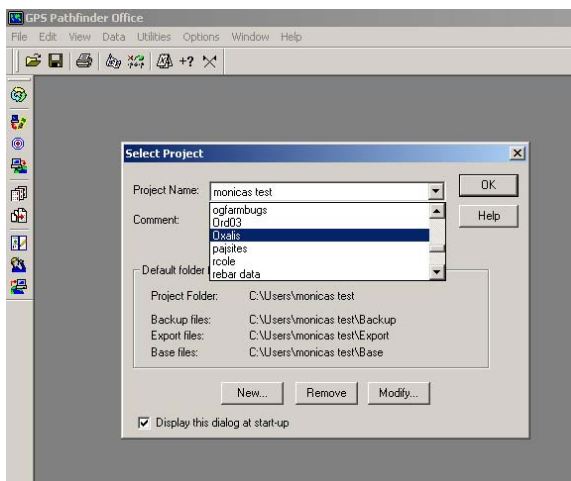 GPS Pathfinder Office
File Edit View Data Utilities Options Window Help
+?
Select Project
Project Name: monicas test OK
ogfarmbugs
Comment: Ord03 Help
Oxalis
pajsites
rcole
rebar data
Default folder
Project Folder: C:\Users\monicas test
Backup files: C:\Users\monicas test\Backup
Export files: C:\Users\monicas test\Export
Base files: C:\Users\monicas test\Base
New... Remove Modify...
Display this dialog at start-up